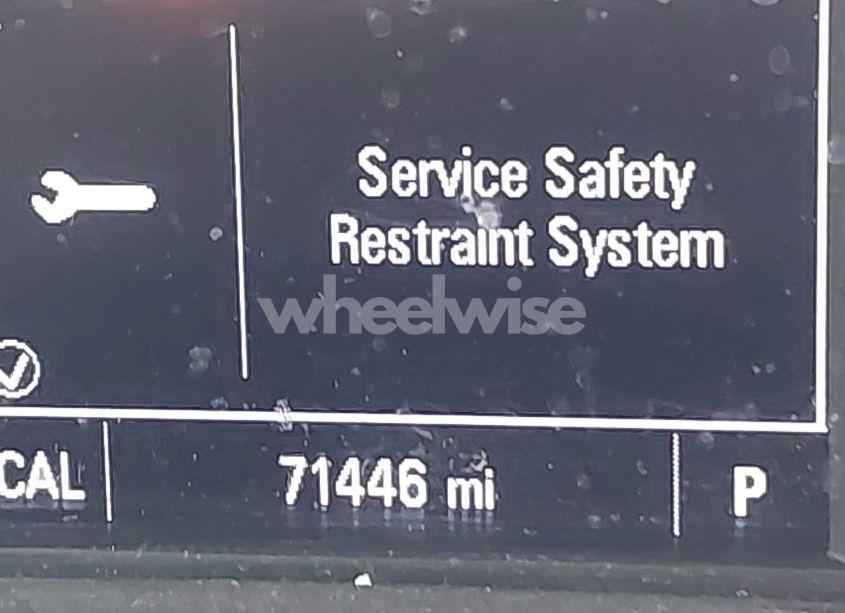 Service Safety
Restraint System
wheelwise
CAL
71446 mi
P